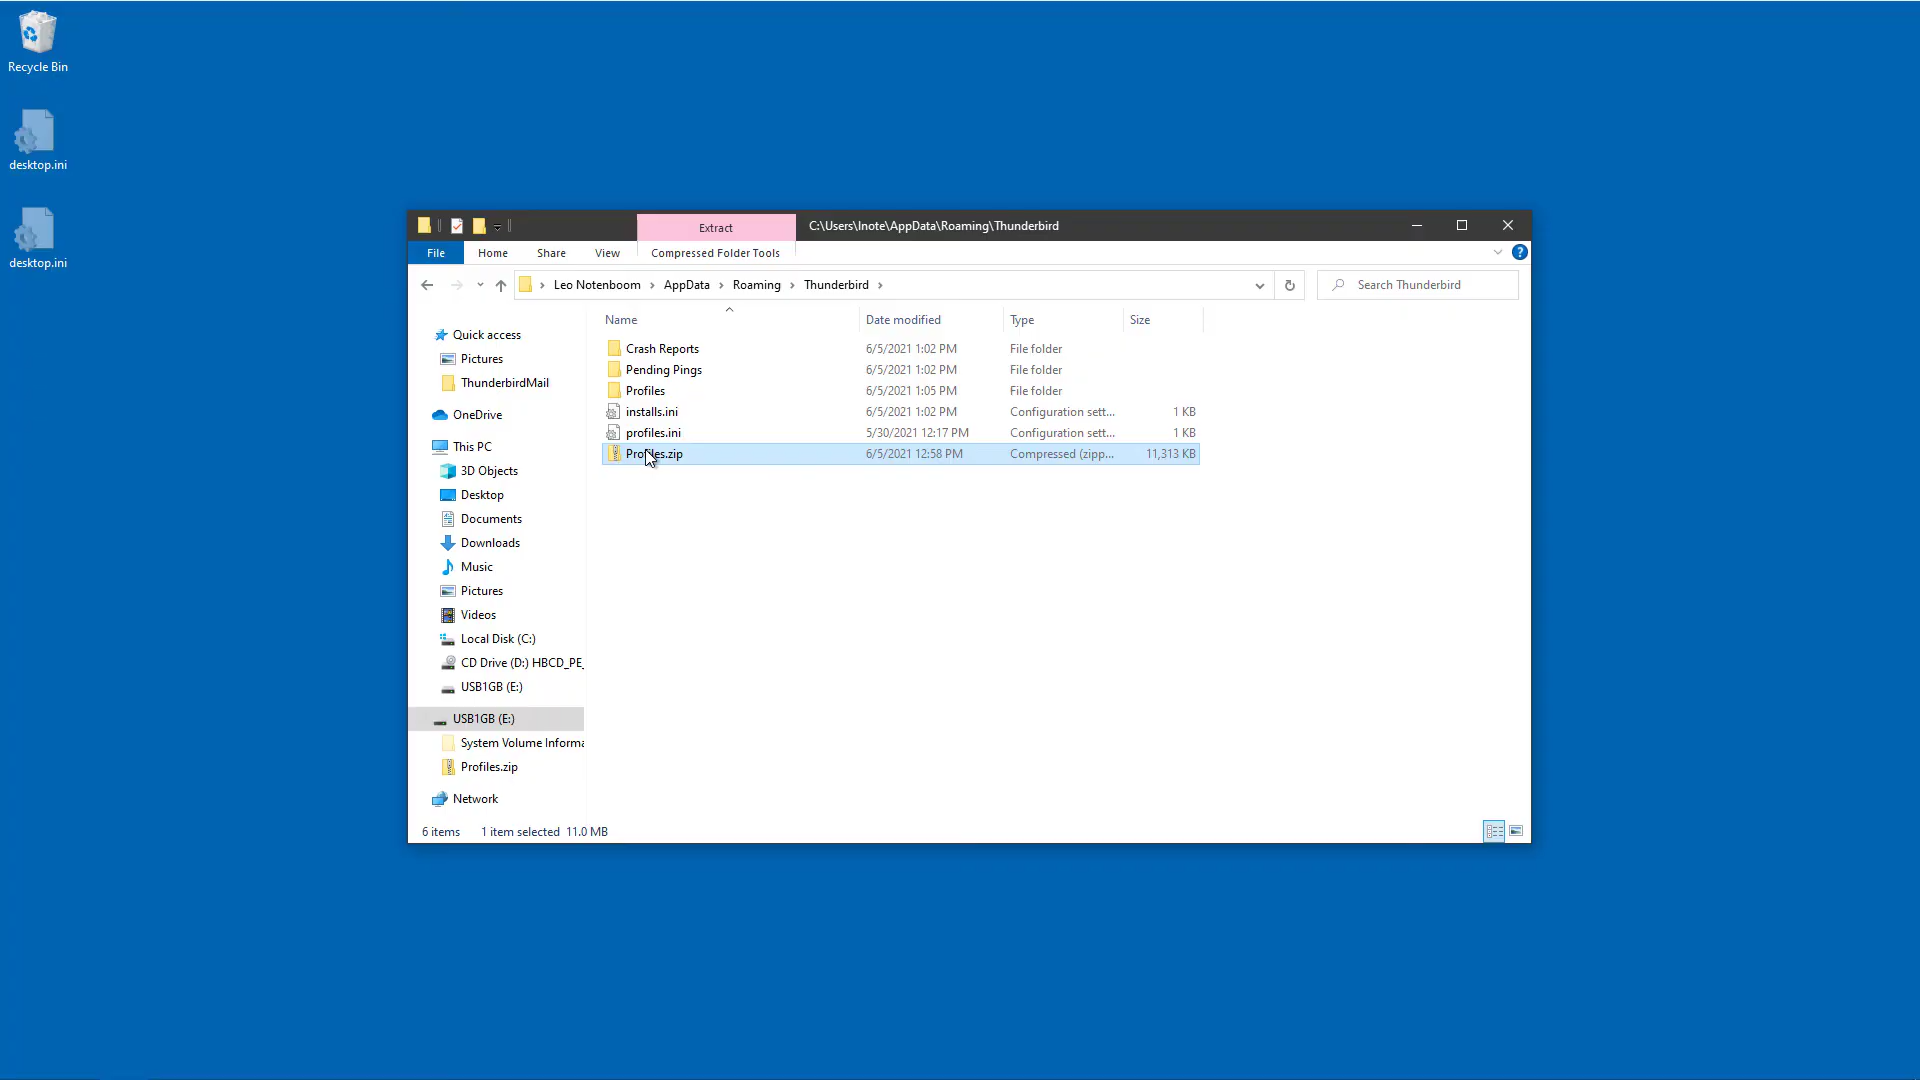 Recycle Bin
desktop.ini
desktop.ini
Extract
C:\Users\lnote\AppData\Roaming\Thunderbird
File Home Share View Compressed Folder Tools
Leo Notenboom > AppData > Roaming > Thunderbird >
Search Thunderbird
Quick access
Pictures
ThunderbirdMail
OneDrive
This PC
3D Objects
Desktop
Documents
Downloads
Music
Pictures
Videos
Local Disk (C:)
CD Drive (D:) HBCD_PE_
USB1GB (E:)
USB1GB (E:)
System Volume Informa
Profiles.zip
Network
Name Date modified Type Size
Crash Reports 6/5/2021 1:02 PM File folder
Pending Pings 6/5/2021 1:02 PM File folder
Profiles 6/5/2021 1:05 PM File folder
installs.ini 6/5/2021 1:02 PM Configuration sett... 1 KB
profiles.ini 5/30/2021 12:17 PM Configuration sett... 1 KB
Profiles.zip 6/5/2021 12:58 PM Compressed (zipp... 11,313 KB
6 items 1 item selected 11.0 MB